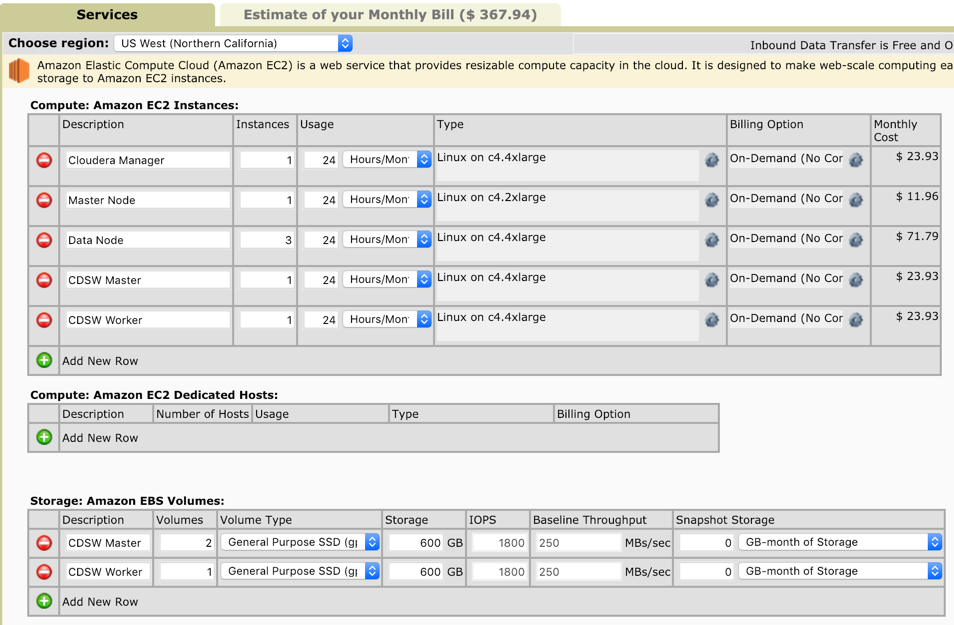 Services Estimate of your Monthly Bill ($ 367.94)
Choose region: US West (Northern California) Inbound Data Transfer is Free and O
Amazon Elastic Compute Cloud (Amazon EC2) is a web service that provides resizable compute capacity in the cloud. It is designed to make web-scale computing ea
storage to Amazon EC2 instances.
Compute: Amazon EC2 Instances:
Description Instances Usage Type Billing Option Monthly
Cost
Cloudera Manager 1 24 Hours/Mon Linux on c4.4xlarge On-Demand (No Cor $ 23.93
Master Node 1 24 Hours/Mon Linux on c4.2xlarge On-Demand (No Cor $ 11.96
Data Node 3 24 Hours/Mon Linux on c4.4xlarge On-Demand (No Cor $ 71.79
CDSW Master 1 24 Hours/Mon Linux on c4.4xlarge On-Demand (No Cor $ 23.93
CDSW Worker 1 24 Hours/Mon Linux on c4.4xlarge On-Demand (No Cor $ 23.93
Add New Row
Compute: Amazon EC2 Dedicated Hosts:
Description Number of Hosts Usage Type Billing Option
Add New Row
Storage: Amazon EBS Volumes:
Description Volumes Volume Type Storage IOPS Baseline Throughput Snapshot Storage
CDSW Master 2 General Purpose SSD (gp 600 GB 1800 250 MBs/sec 0 GB-month of Storage
CDSW Worker 1 General Purpose SSD (gp 600 GB 1800 250 MBs/sec 0 GB-month of Storage
Add New Row